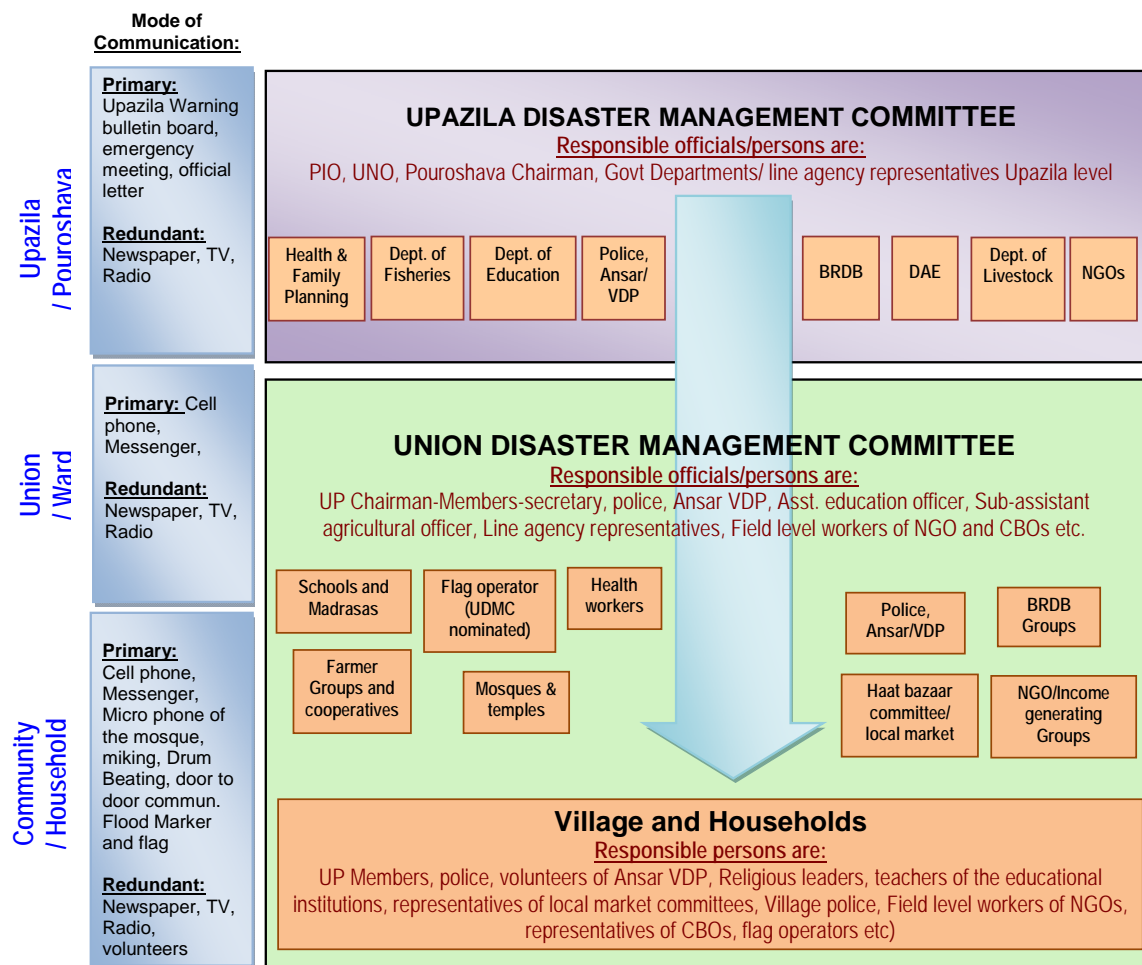 Mode of
Communication:
Upazila
/ Pouroshava
Primary:
Upazila Warning
bulletin board,
emergency
meeting, official
letter
Redundant:
Newspaper, TV,
Radio
UPAZILA DISASTER MANAGEMENT COMMITTEE
Responsible officials/persons are:
PIO, UNO, Pouroshava Chairman, Govt Departments/ line agency representatives Upazila level
Health &
Family
Planning
Dept. of
Fisheries
Dept. of
Education
Police,
Ansar/
VDP
BRDB
DAE
Dept. of
Livestock
NGOs
Union
/ Ward
Primary: Cell
phone,
Messenger,
Redundant:
Newspaper, TV,
Radio
UNION DISASTER MANAGEMENT COMMITTEE
Responsible officials/persons are:
UP Chairman-Members-secretary, police, Ansar VDP, Asst. education officer, Sub-assistant
agricultural officer, Line agency representatives, Field level workers of NGO and CBOs etc.
Schools and
Madrasas
Flag operator
(UDMC
nominated)
Health
workers
Police,
Ansar/VDP
BRDB
Groups
Farmer
Groups and
cooperatives
Mosques &
temples
Haat bazaar
committee/
local market
NGO/Income
generating
Groups
Community
/ Household
Primary:
Cell phone,
Messenger,
Micro phone of
the mosque,
miking, Drum
Beating, door to
door commun.
Flood Marker
and flag
Redundant:
Newspaper, TV,
Radio,
volunteers
Village and Households
Responsible persons are:
UP Members, police, volunteers of Ansar VDP, Religious leaders, teachers of the educational
institutions, representatives of local market committees, Village police, Field level workers of NGOs,
representatives of CBOs, flag operators etc)